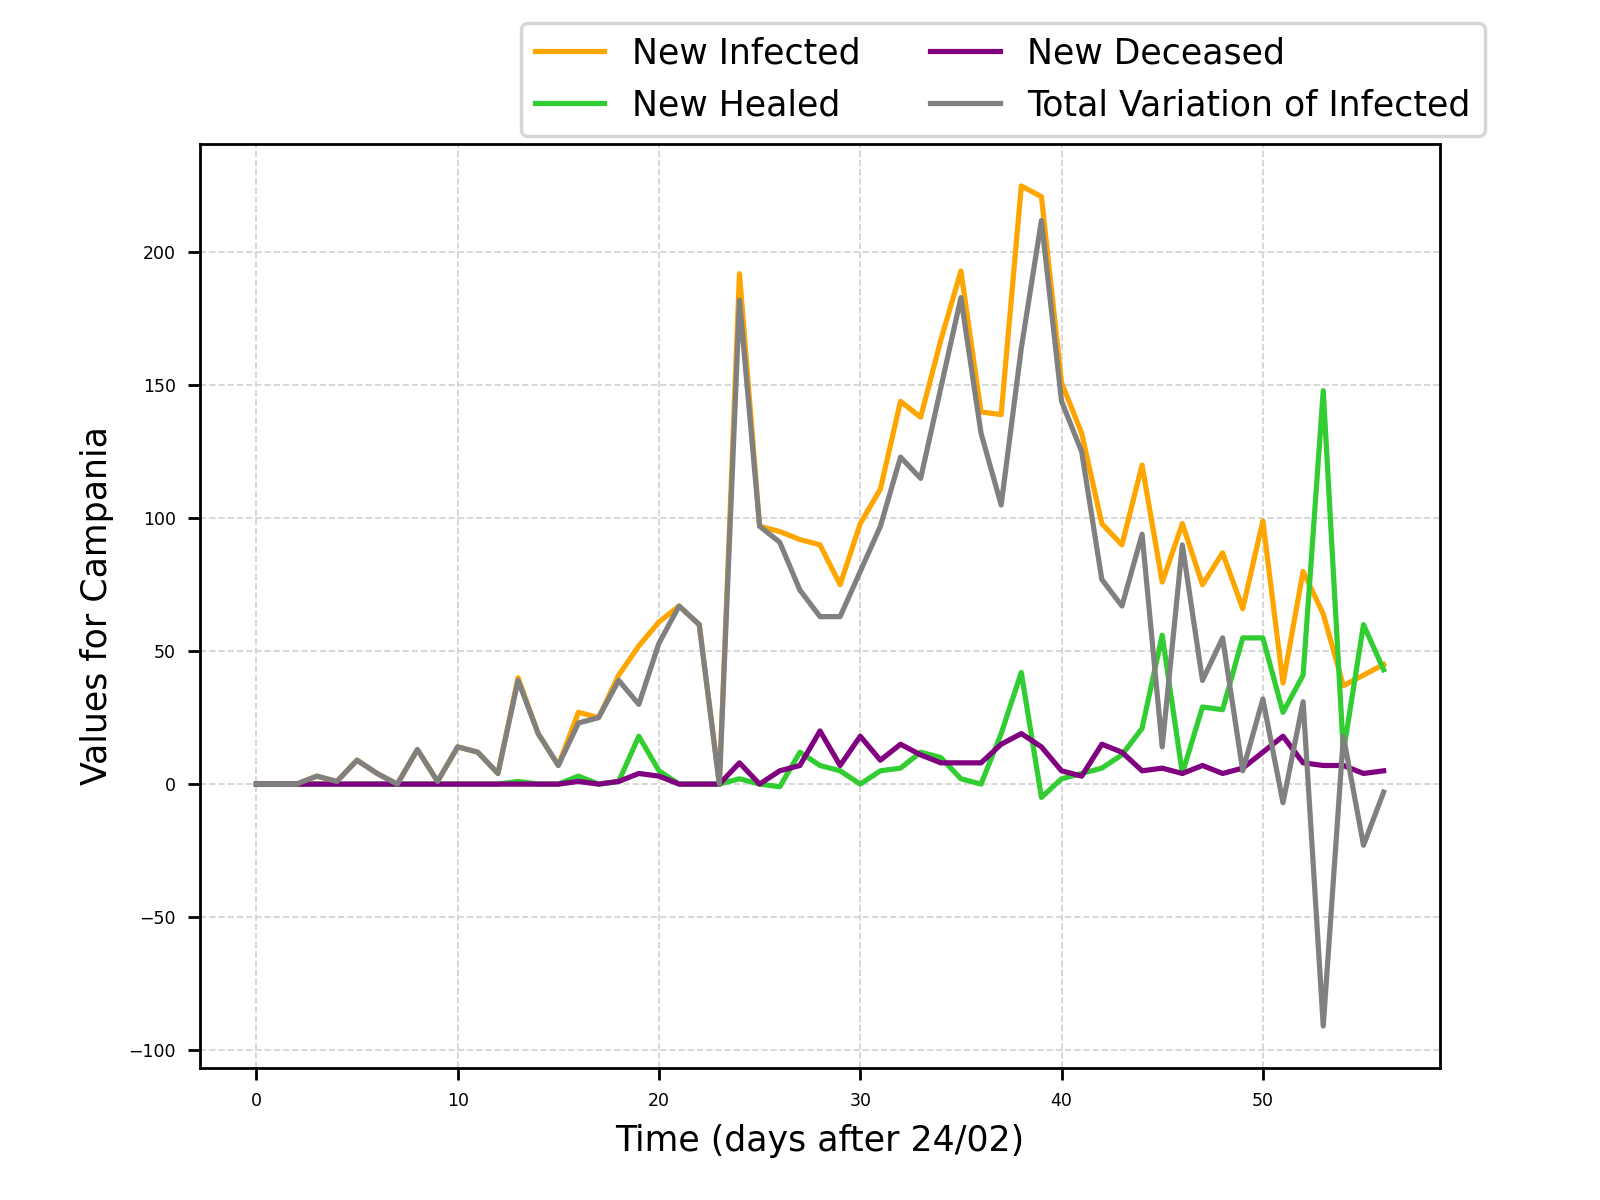 New Infected
New Healed
New Deceased
Total Variation of Infected
Values for Campania
200
150
100
50
0
−50
−100
0 10 20 30 40 50
Time (days after 24/02)